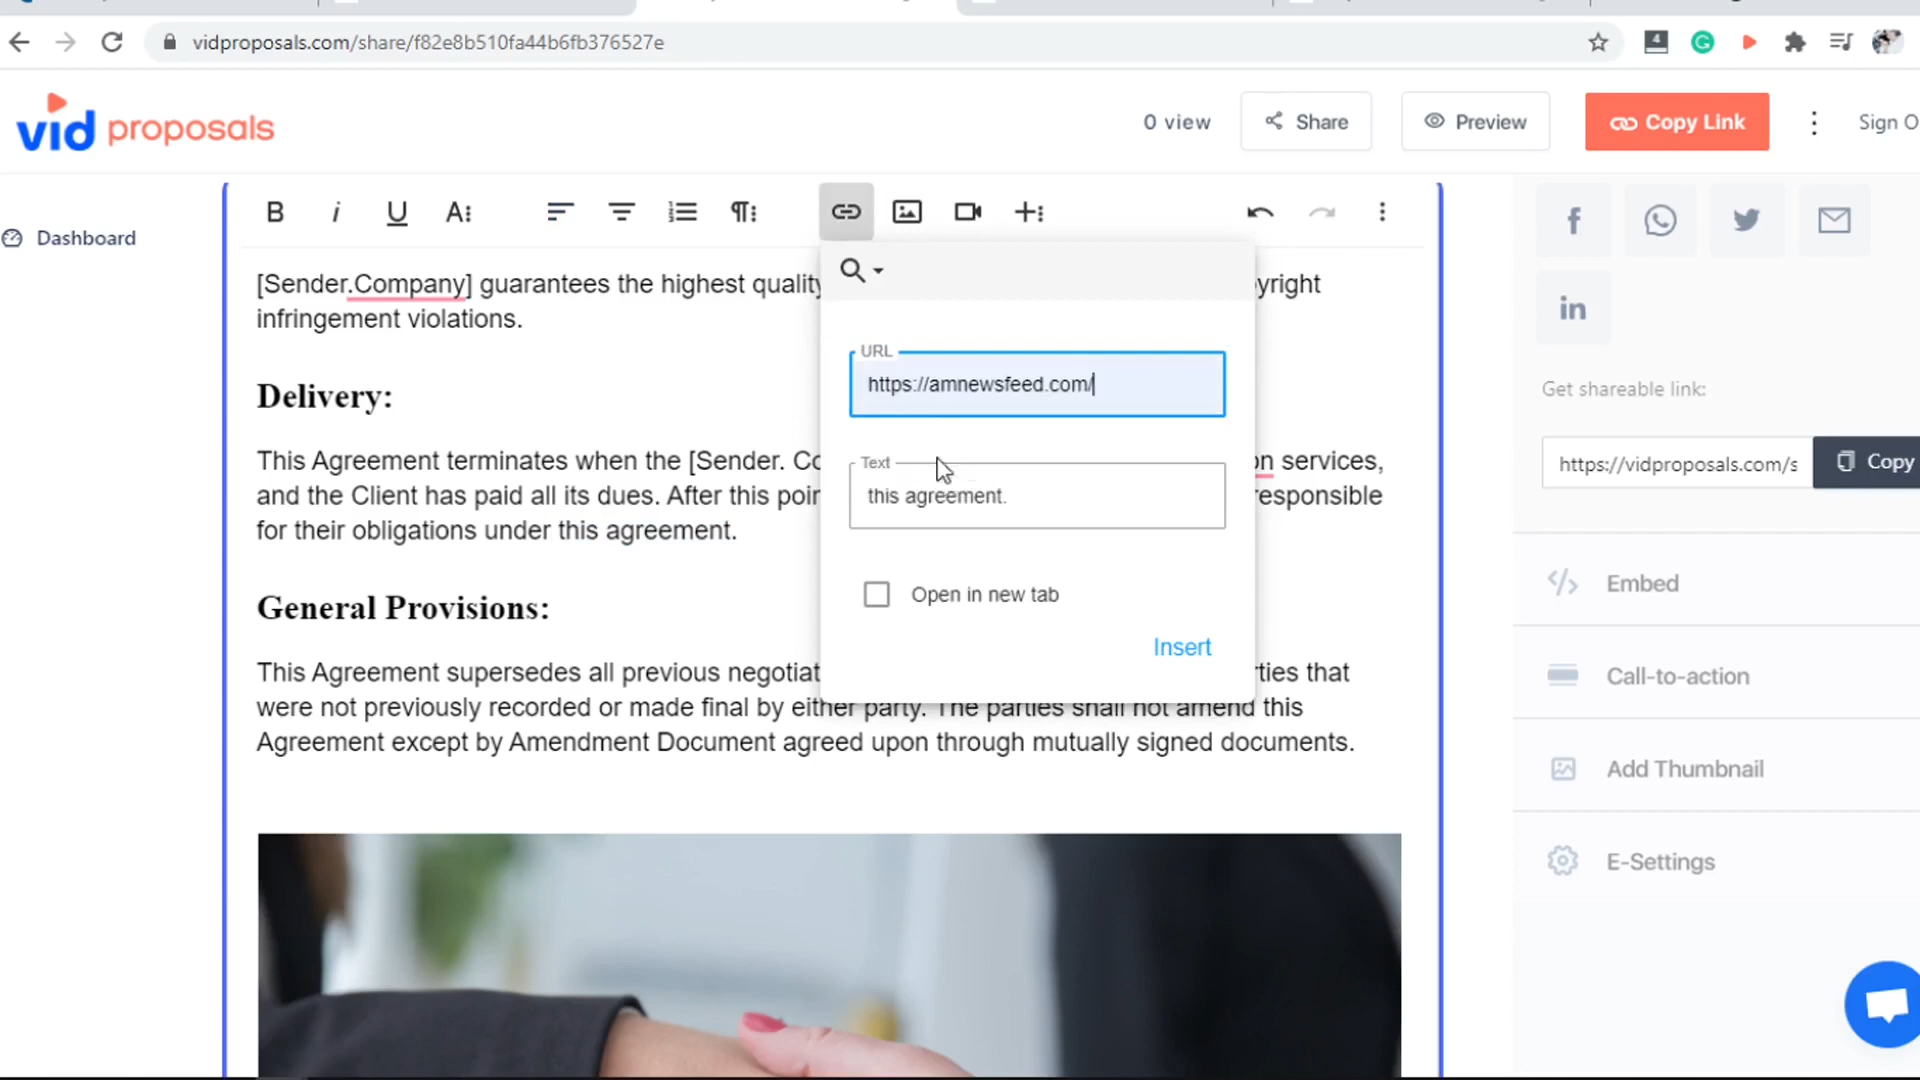 vidproposals.com/share/f82e8b510fa44b6fb376527e
4
vid proposals
0 view
Share
Preview
Copy Link
Sign O
Dashboard
B i U A
[Sender.Company] guarantees the highest quality
yright
infringement violations.
URL
https://amnewsfeed.com/
Delivery:
Get shareable link:
This Agreement terminates when the [Sender. Co
on services,
Text
https://vidproposals.com/s
Copy
and the Client has paid all its dues. After this poin
this agreement.
esponsible
for their obligations under this agreement.
Open in new tab
Embed
General Provisions:
Insert
This Agreement supersedes all previous negotiat
ties that
Call-to-action
were not previously recorded or made final by either party. The parties shall not amend this
Agreement except by Amendment Document agreed upon through mutually signed documents.
Add Thumbnail
E-Settings